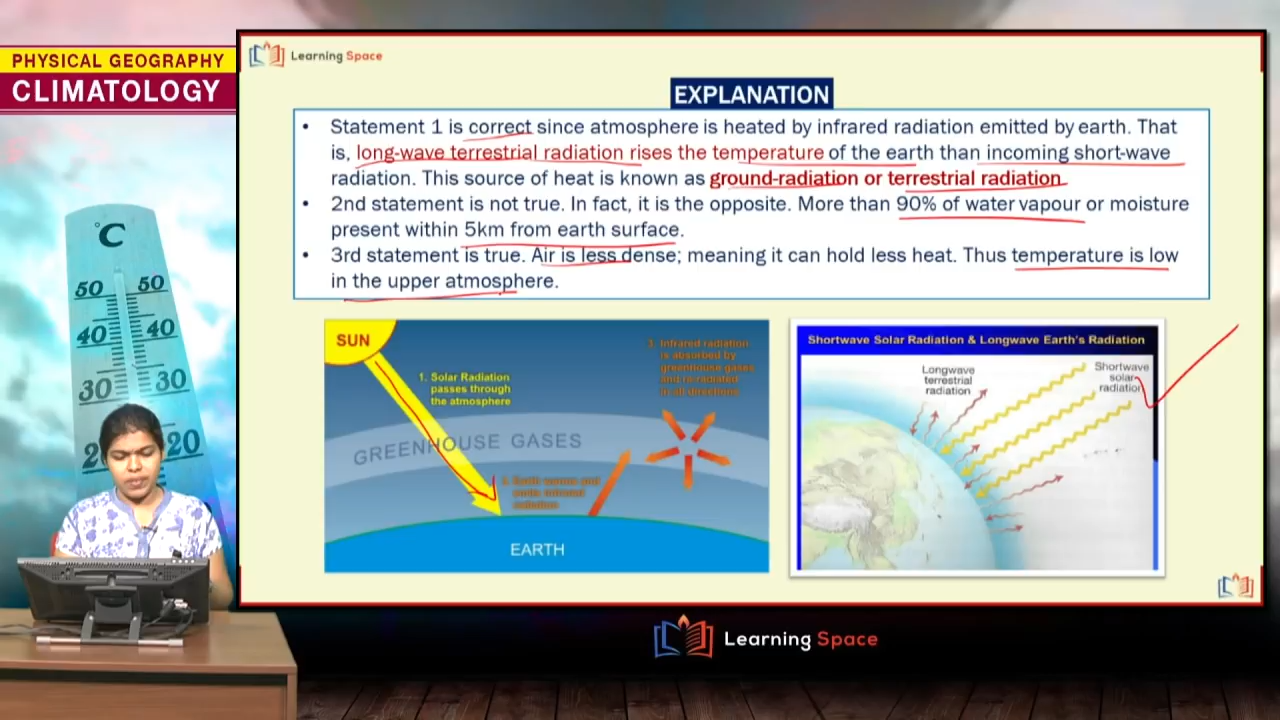 PHYSICAL GEOGRAPHY
CLIMATOLOGY
Learning Space
EXPLANATION
• Statement 1 is correct since atmosphere is heated by infrared radiation emitted by earth. That
is, long-wave terrestrial radiation rises the temperature of the earth than incoming short-wave
radiation. This source of heat is known as ground-radiation or terrestrial radiation.
• 2nd statement is not true. In fact, it is the opposite. More than 90% of water vapour or moisture
present within 5km from earth surface.
• 3rd statement is true. Air is less dense; meaning it can hold less heat. Thus temperature is low
in the upper atmosphere.
°C
50 50
40 40
30 30
20
SUN
1. Solar Radiation
passes through
the atmosphere
3. Infrared radiation
is absorbed by
greenhouse gases
and re-radiated
in all directions
GREENHOUSE GASES
2. Earth warms and
emits infrared
radiation
EARTH
Shortwave Solar Radiation & Longwave Earth's Radiation
Longwave
terrestrial
radiation
Shortwave
solar
radiation
Learning Space